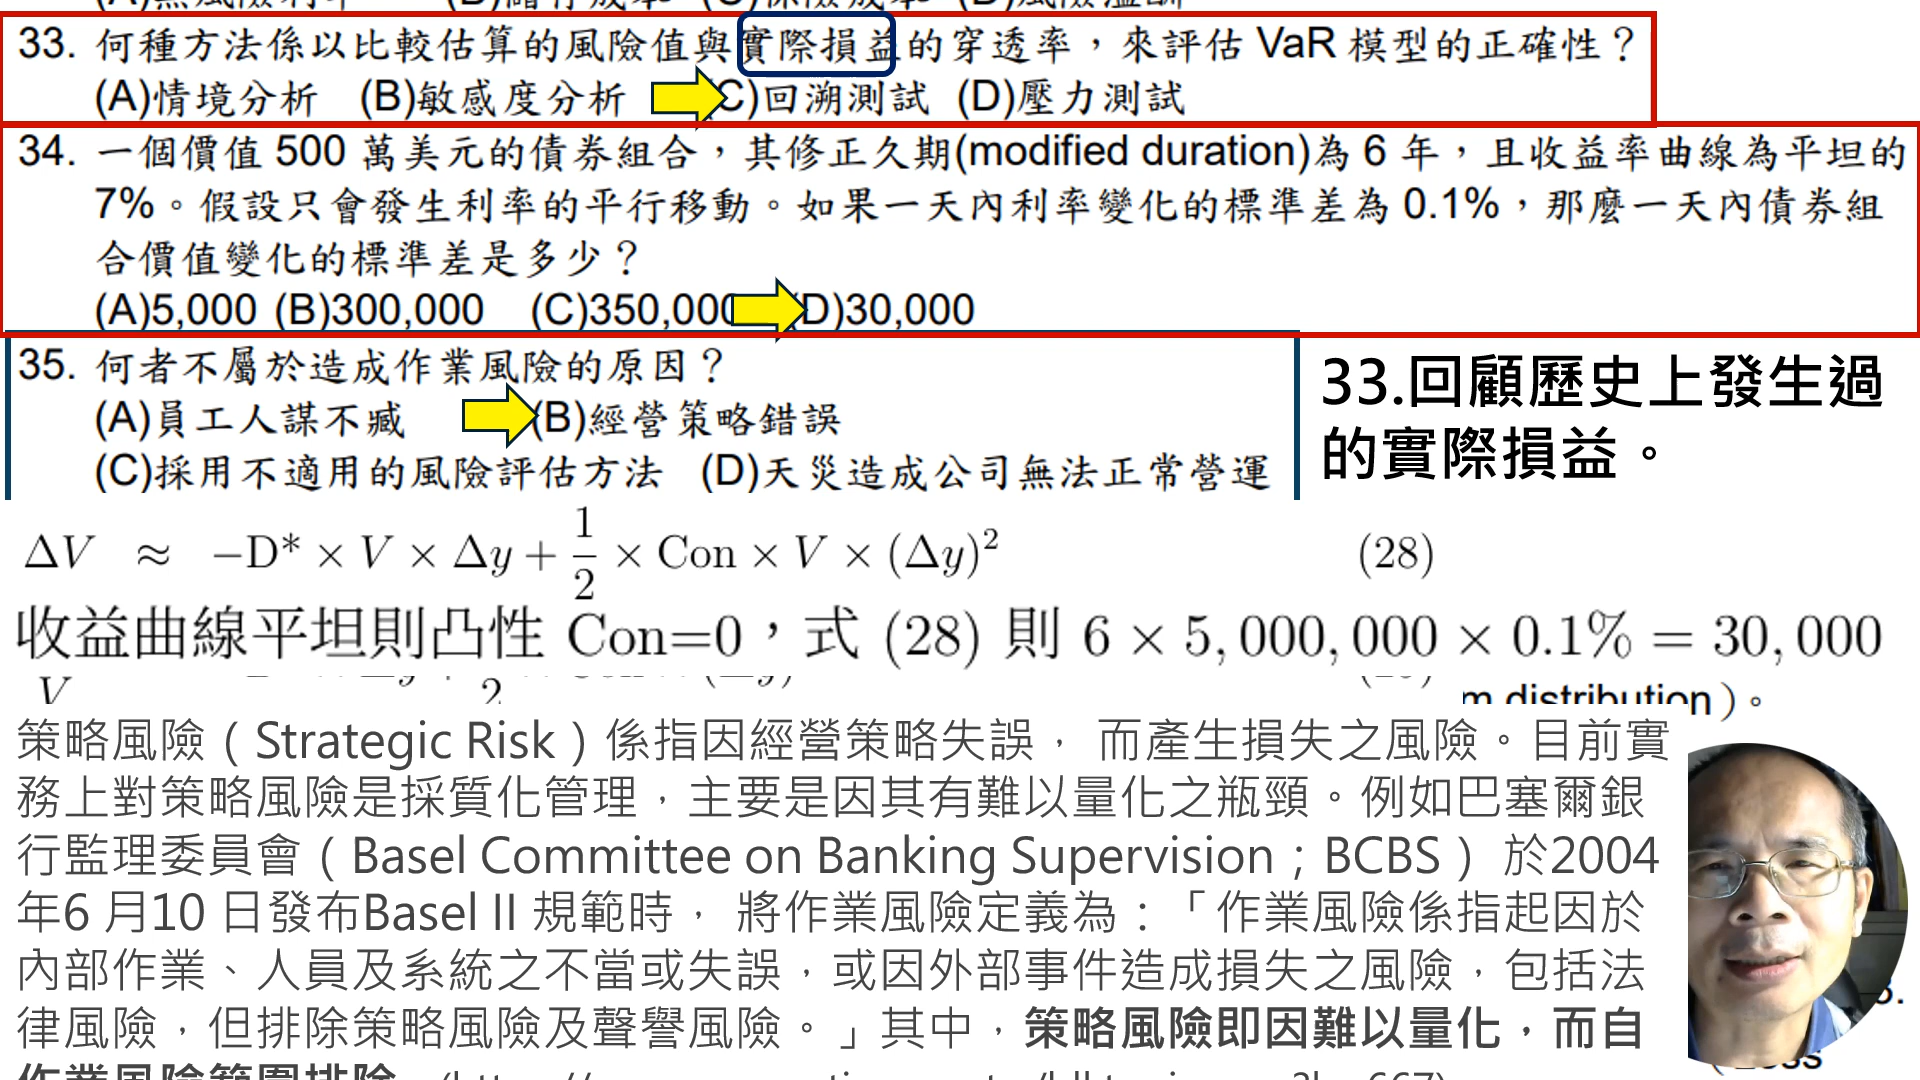 33. 何種方法係以比較估算的風險值與實際損益的穿透率，來評估 VaR 模型的正確性？
(A)情境分析 (B)敏感度分析 (C)回溯測試 (D)壓力測試
34. 一個價值 500 萬美元的債券組合，其修正久期(modified duration)為 6 年，且收益率曲線為平坦的
7%。假設只會發生利率的平行移動。如果一天內利率變化的標準差為 0.1%，那麼一天內債券組
合價值變化的標準差是多少？
(A)5,000 (B)300,000 (C)350,000 (D)30,000
35. 何者不屬於造成作業風險的原因？
(A)員工人謀不臧 (B)經營策略錯誤
(C)採用不適用的風險評估方法 (D)天災造成公司無法正常營運
33.回顧歷史上發生過
的實際損益。
ΔV ≈ −D* × V × Δy + 1/2 × Con × V × (Δy)² (28)
收益曲線平坦則凸性 Con=0，式 (28) 則 6 × 5,000,000 × 0.1% = 30,000
m distribution）。
策略風險（Strategic Risk）係指因經營策略失誤， 而產生損失之風險。目前實
務上對策略風險是採質化管理，主要是因其有難以量化之瓶頸。例如巴塞爾銀
行監理委員會（Basel Committee on Banking Supervision；BCBS） 於2004
年6 月10 日發布Basel II 規範時， 將作業風險定義為：「作業風險係指起因於
內部作業、人員及系統之不當或失誤，或因外部事件造成損失之風險，包括法
律風險，但排除策略風險及聲譽風險。」其中，策略風險即因難以量化，而自
作業風險範圍排除